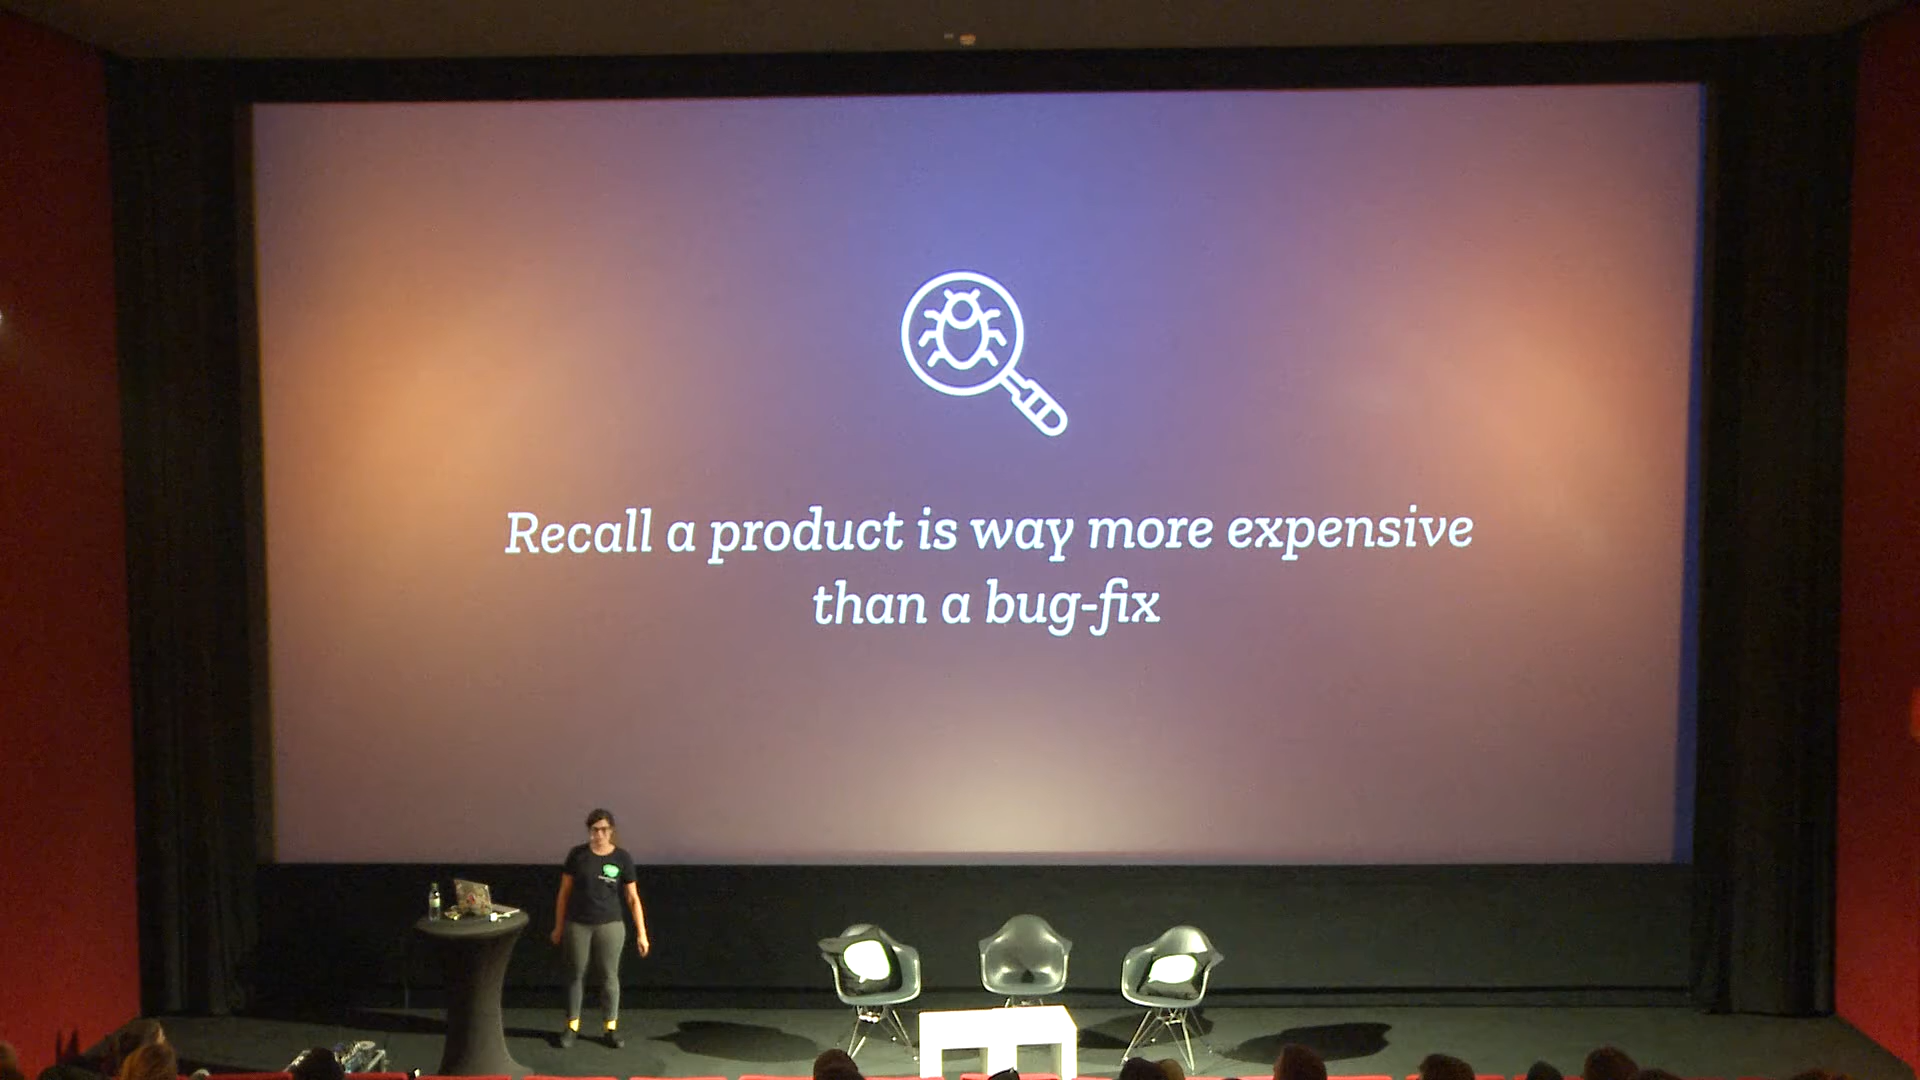 Recall a product is way more expensive
than a bug-fix